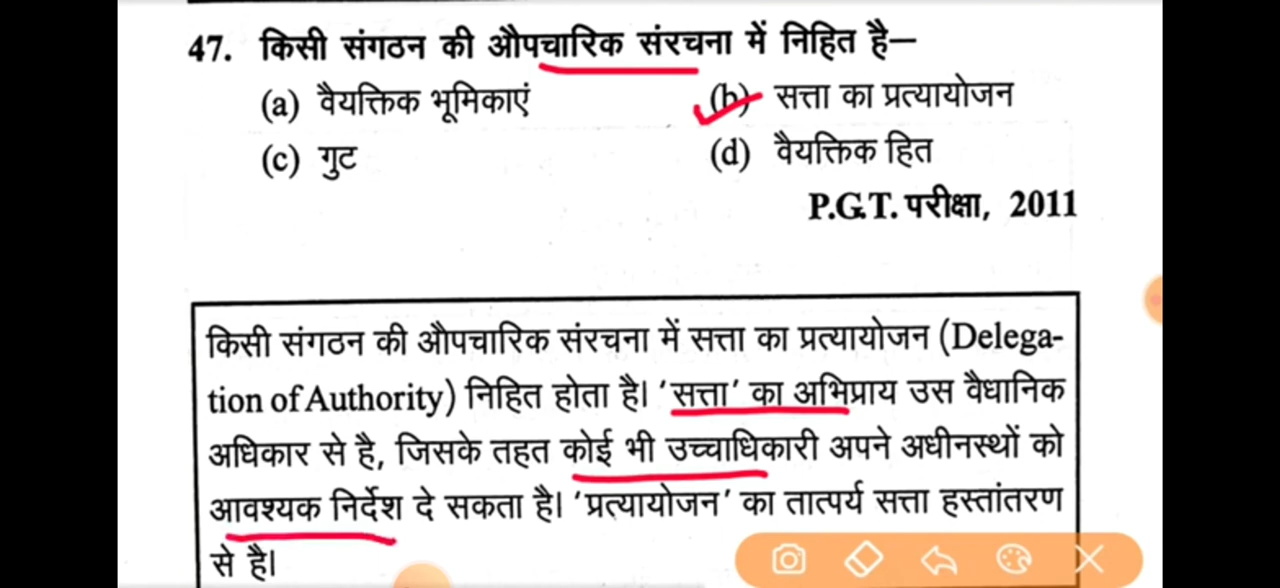 47. किसी संगठन की औपचारिक संरचना में निहित है—
(a) वैयक्तिक भूमिकाएं (b) सत्ता का प्रत्यायोजन
(c) गुट (d) वैयक्तिक हित
P.G.T. परीक्षा, 2011
किसी संगठन की औपचारिक संरचना में सत्ता का प्रत्यायोजन (Delega-
tion of Authority) निहित होता है। 'सत्ता' का अभिप्राय उस वैधानिक
अधिकार से है, जिसके तहत कोई भी उच्चाधिकारी अपने अधीनस्थों को
आवश्यक निर्देश दे सकता है। 'प्रत्यायोजन' का तात्पर्य सत्ता हस्तांतरण
से है।